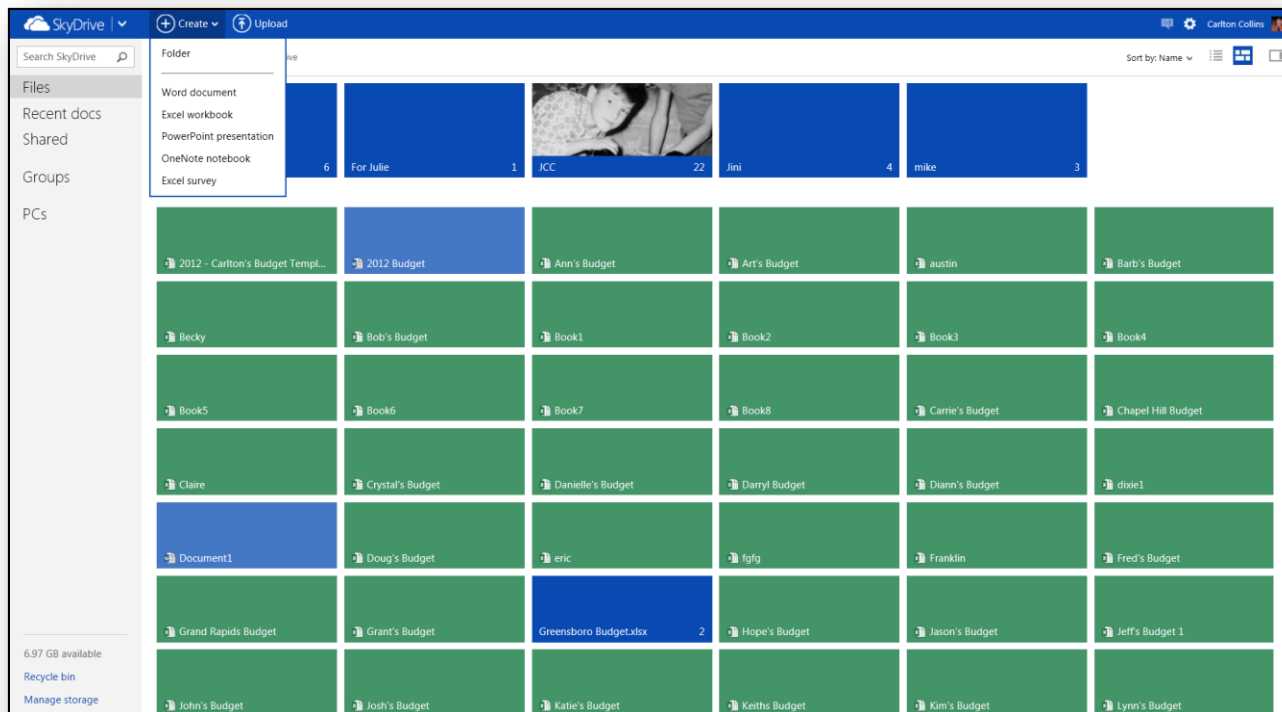 SkyDrive
Create
Upload
Carlton Collins
Search SkyDrive
Sort by: Name
Files
Recent docs
Shared
Groups
PCs
Folder
Word document
Excel workbook
PowerPoint presentation
OneNote notebook
Excel survey
6
For Julie 1
JCC 22
Jini 4
mike 3
2012 - Carlton's Budget Templ...
2012 Budget
Ann's Budget
Art's Budget
austin
Barb's Budget
Becky
Bob's Budget
Book1
Book2
Book3
Book4
Book5
Book6
Book7
Book8
Carrie's Budget
Chapel Hill Budget
Claire
Crystal's Budget
Danielle's Budget
Darryl Budget
Diann's Budget
dixie1
Document1
Doug's Budget
eric
fgfg
Franklin
Fred's Budget
Grand Rapids Budget
Grant's Budget
Greensboro Budget.xlsx 2
Hope's Budget
Jason's Budget
Jeff's Budget 1
John's Budget
Josh's Budget
Katie's Budget
Keiths Budget
Kim's Budget
Lynn's Budget
6.97 GB available
Recycle bin
Manage storage